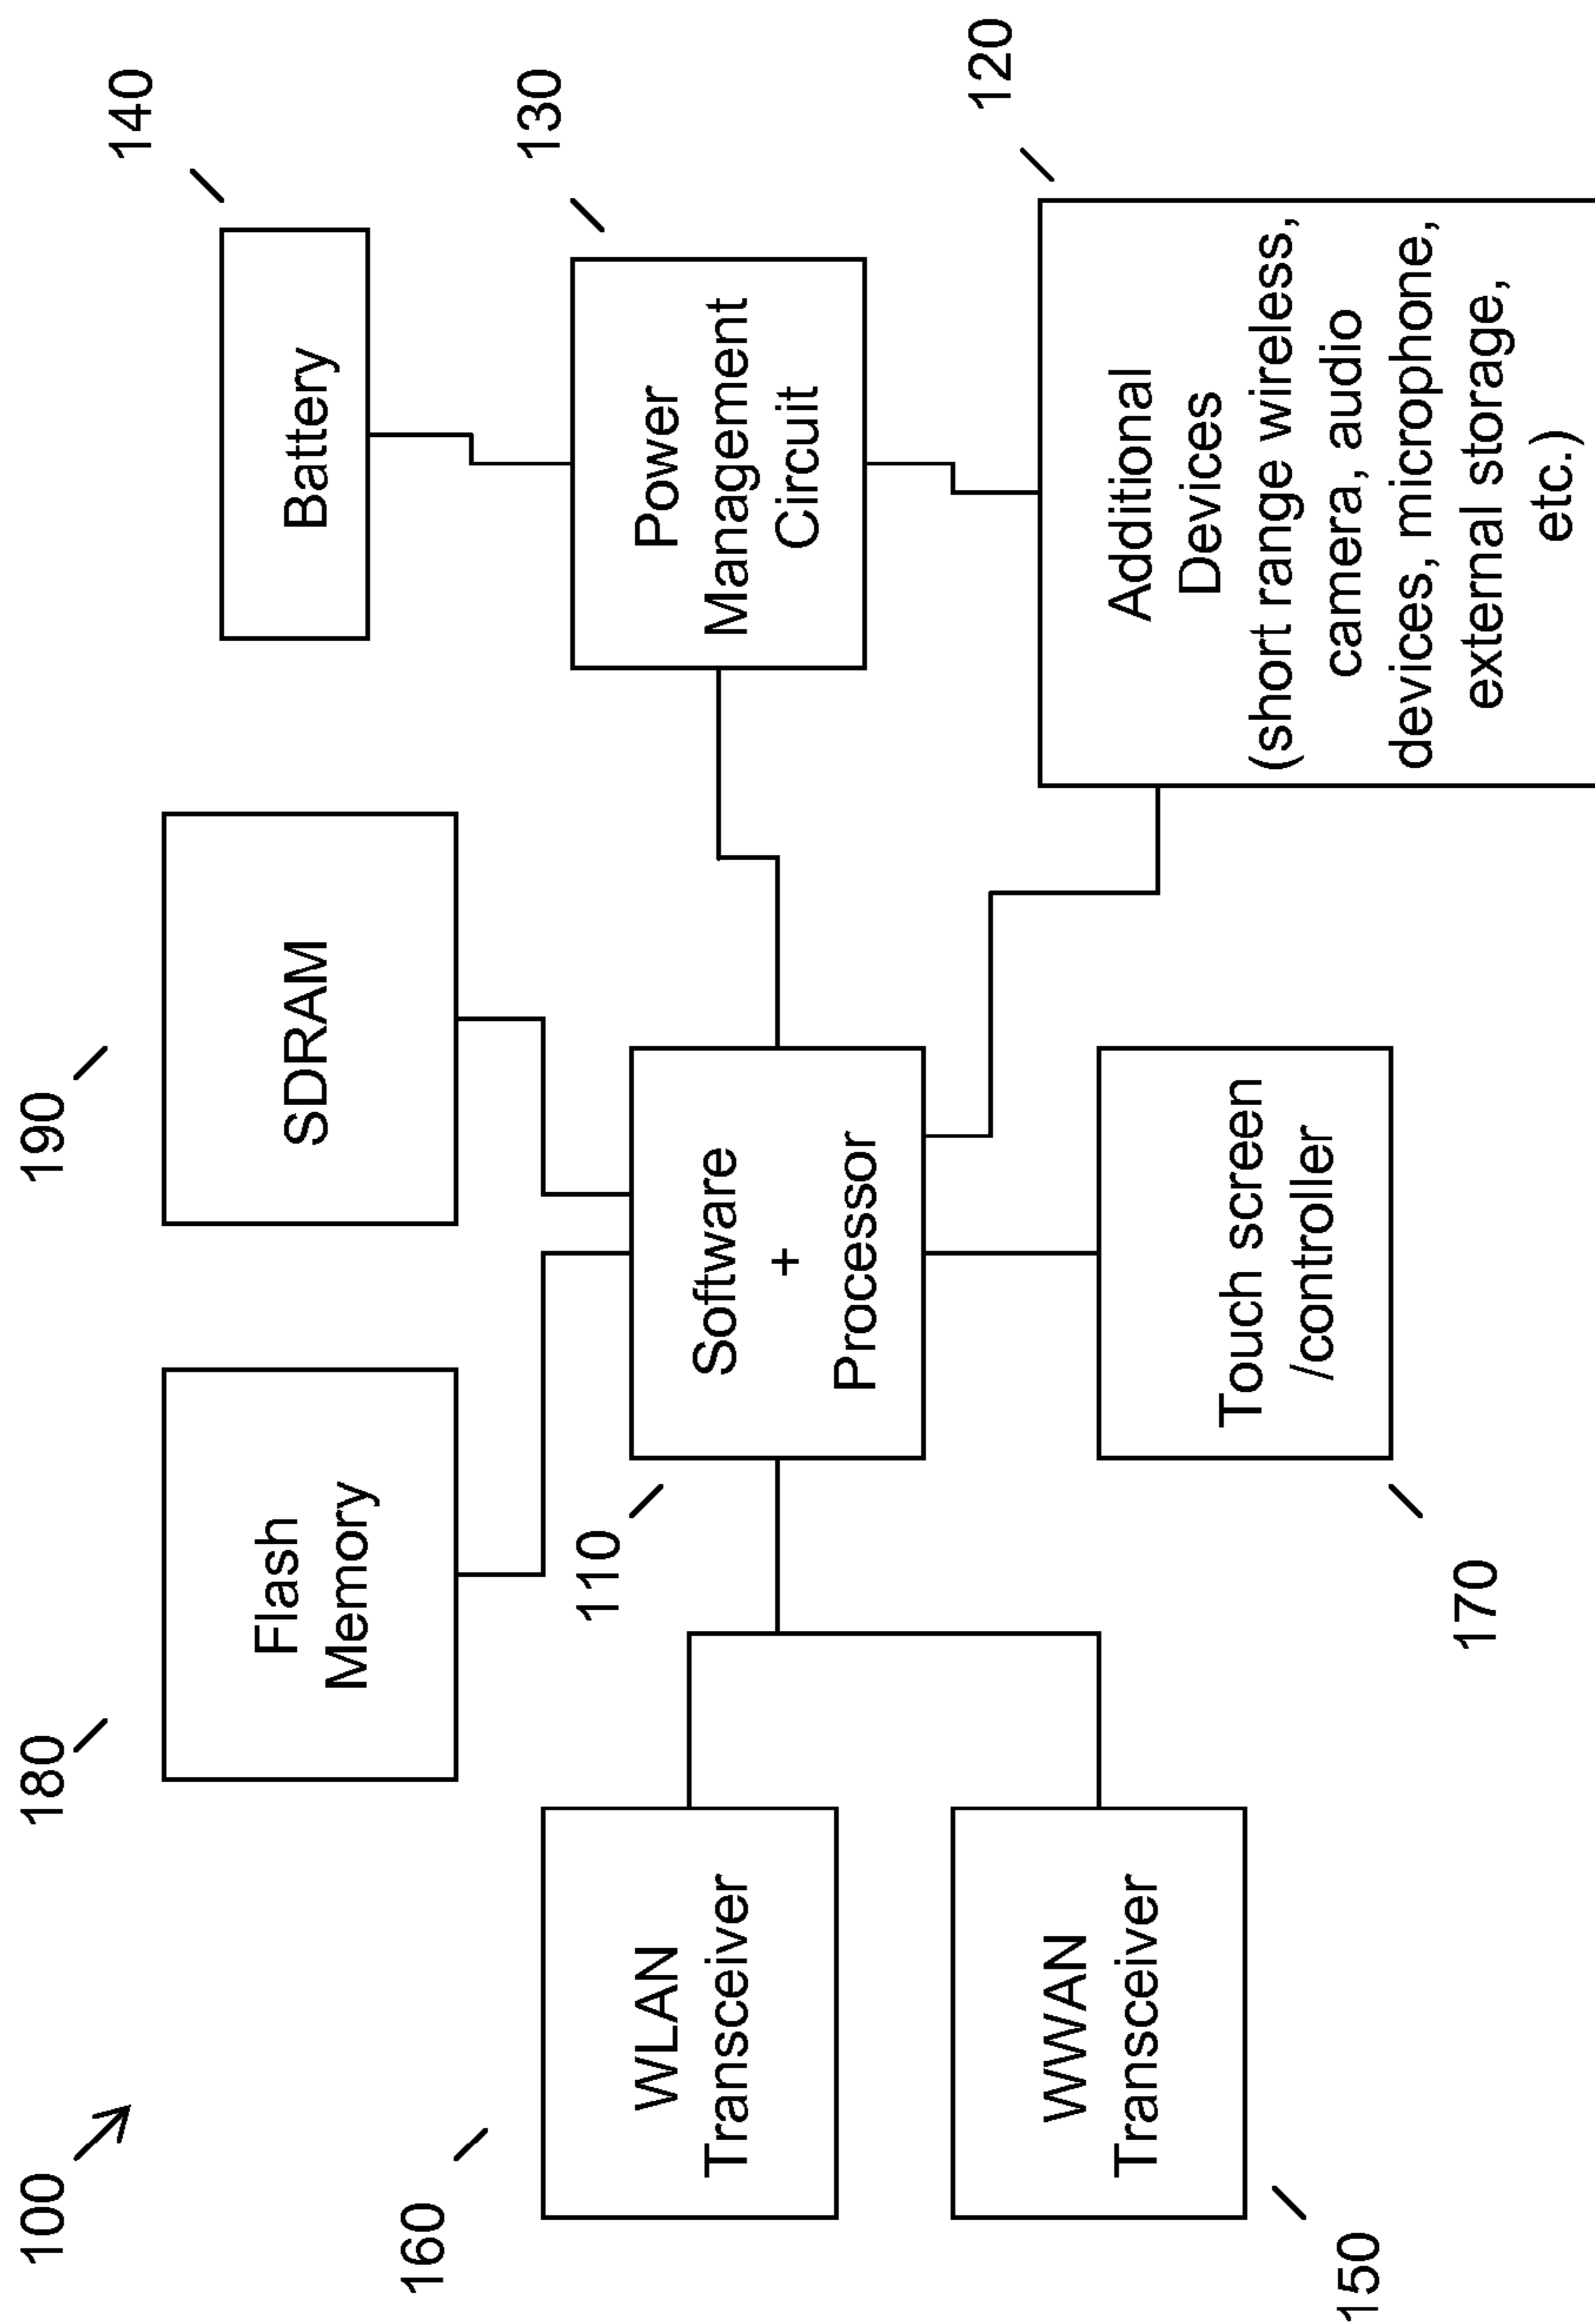 100
180
190
140
Flash
Memory
SDRAM
Battery
160
110
130
WLAN
Transceiver
Software
+
Processor
Power
Management
Circuit
120
WWAN
Transceiver
150
Touch screen
/controller
170
Additional
Devices
(short range wireless,
camera, audio
devices, microphone,
external storage,
etc.)